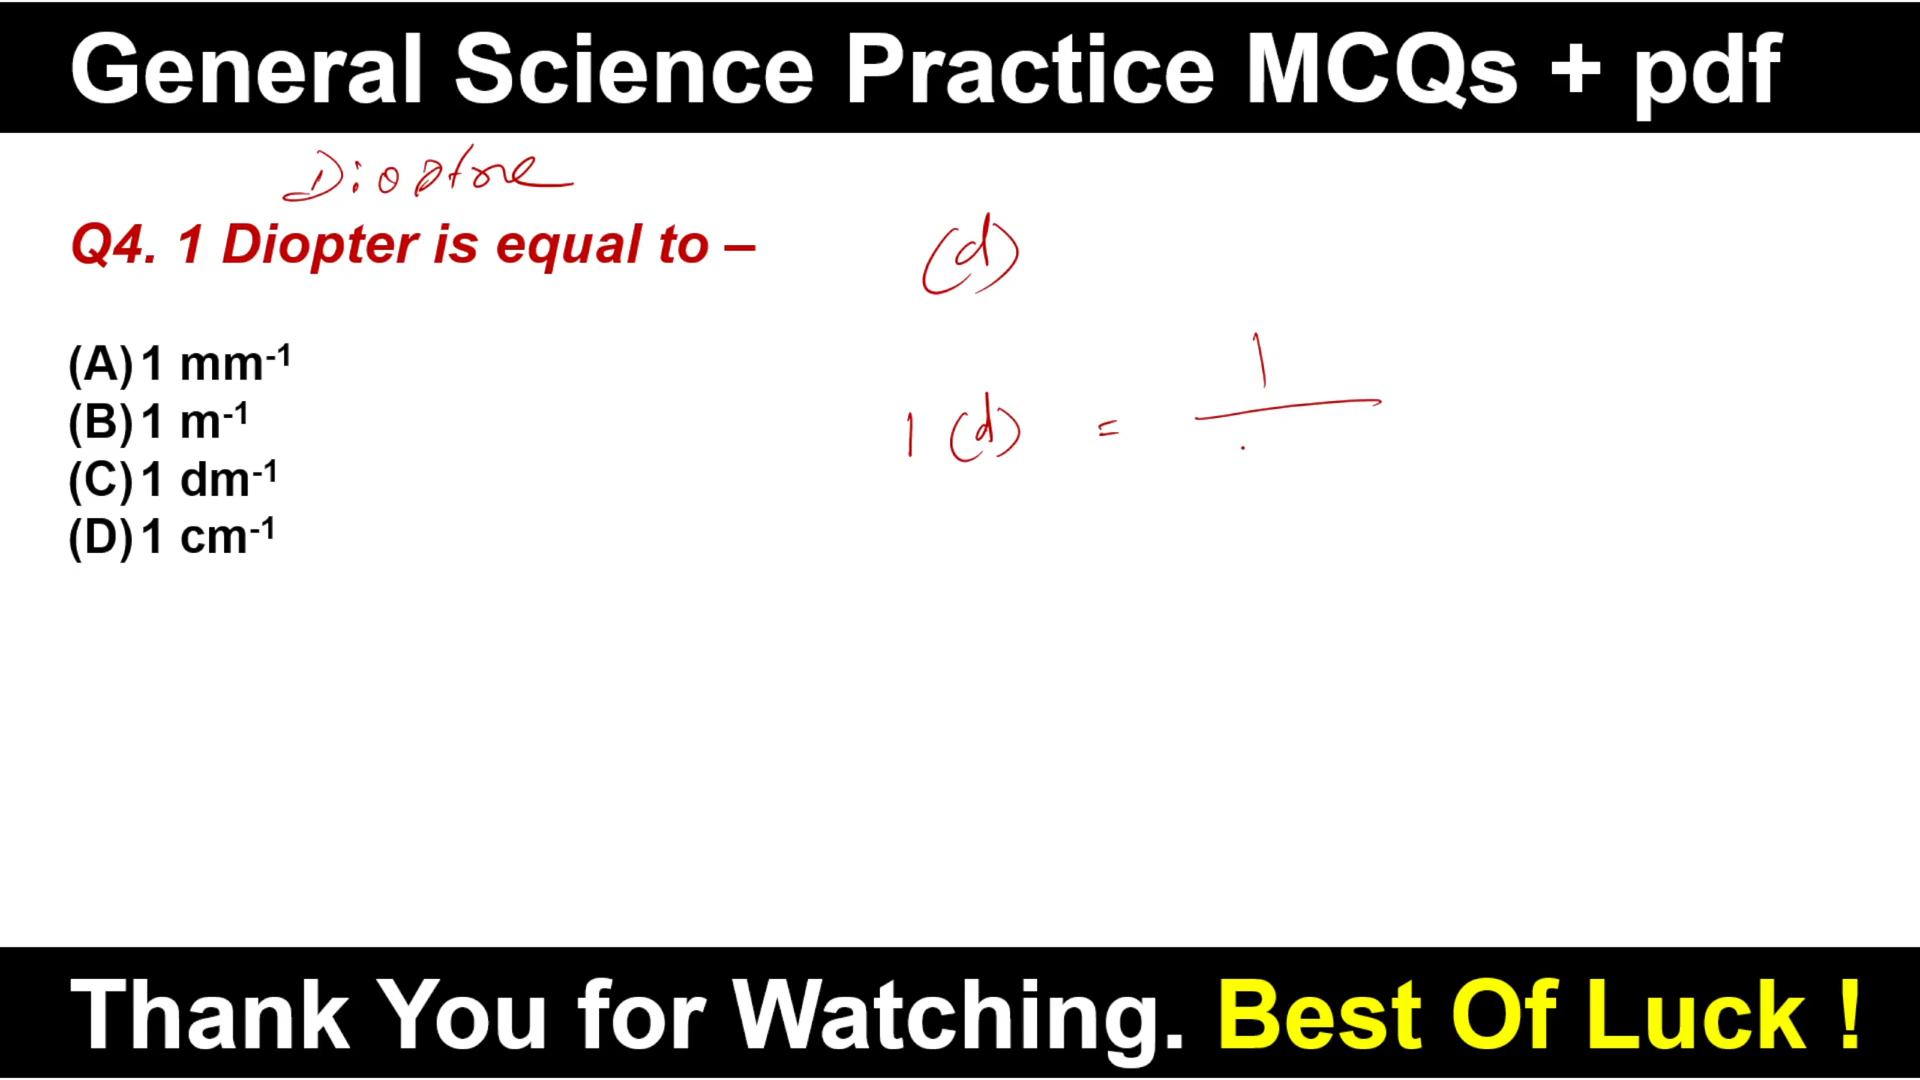 General Science Practice MCQs + pdf
Dioptre
Q4. 1 Diopter is equal to –
(d)
(A) 1 mm⁻¹
(B) 1 m⁻¹
(C) 1 dm⁻¹
(D) 1 cm⁻¹
1
1 (d) =
Thank You for Watching. Best Of Luck !